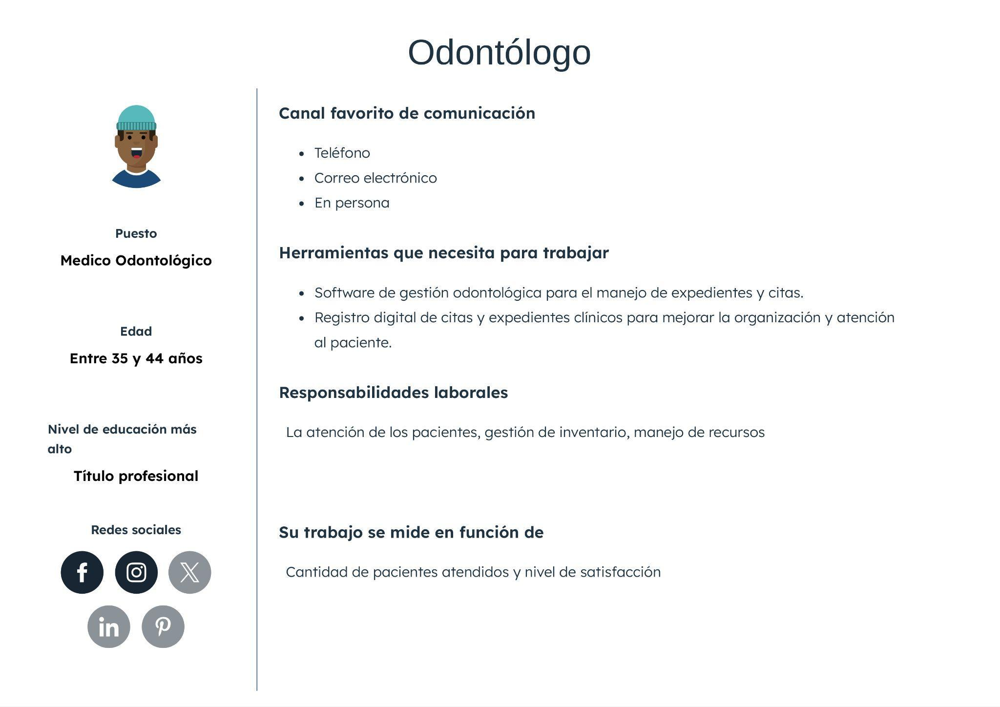 Odontólogo
Puesto
Medico Odontológico
Edad
Entre 35 y 44 años
Nivel de educación más
alto
Título profesional
Redes sociales
Canal favorito de comunicación
Teléfono
Correo electrónico
En persona
Herramientas que necesita para trabajar
Software de gestión odontológica para el manejo de expedientes y citas.
Registro digital de citas y expedientes clínicos para mejorar la organización y atención
al paciente.
Responsabilidades laborales
La atención de los pacientes, gestión de inventario, manejo de recursos
Su trabajo se mide en función de
Cantidad de pacientes atendidos y nivel de satisfacción